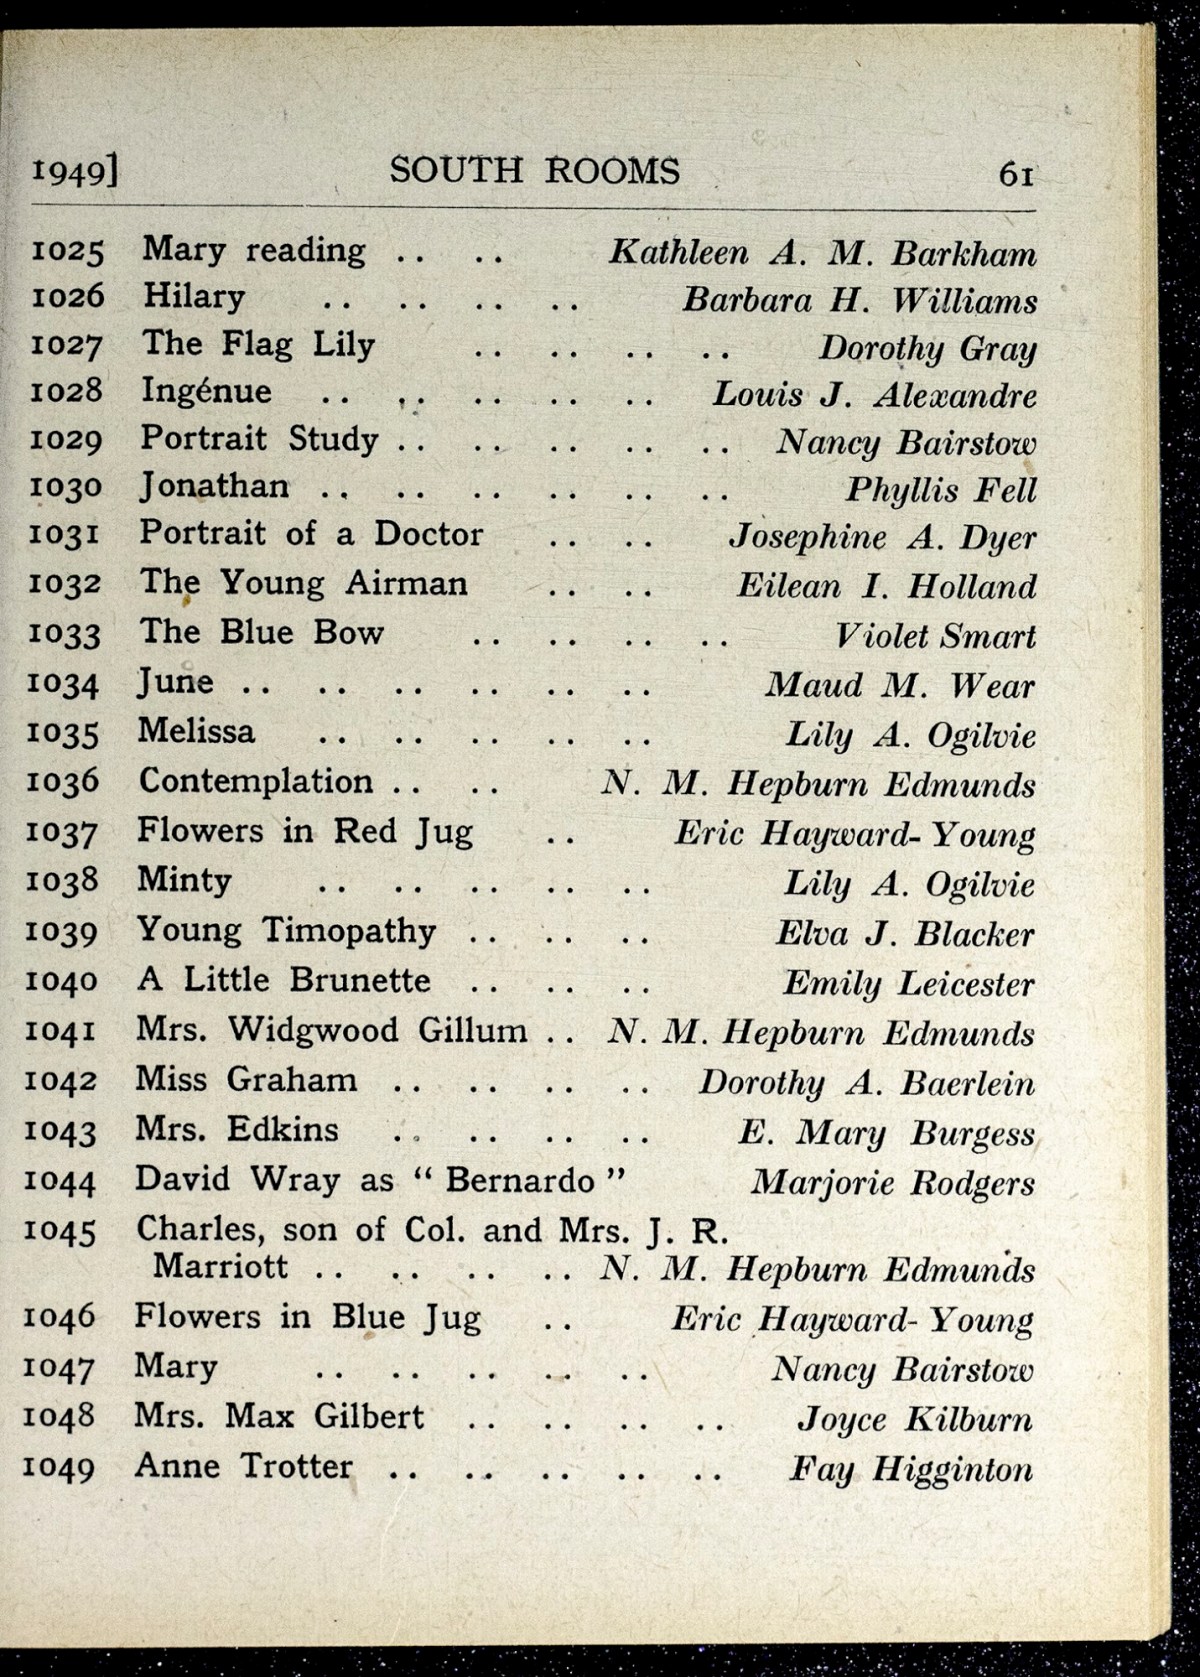 1949] SOUTH ROOMS 61
1025 Mary reading .. .. Kathleen A. M. Barkham
1026 Hilary .. .. .. .. Barbara H. Williams
1027 The Flag Lily .. .. .. .. Dorothy Gray
1028 Ingénue .. .. .. .. .. Louis J. Alexandre
1029 Portrait Study .. .. .. .. .. Nancy Bairstow
1030 Jonathan .. .. .. .. .. .. Phyllis Fell
1031 Portrait of a Doctor .. .. Josephine A. Dyer
1032 The Young Airman .. .. Eilean I. Holland
1033 The Blue Bow .. .. .. .. Violet Smart
1034 June .. .. .. .. .. .. Maud M. Wear
1035 Melissa .. .. .. .. .. Lily A. Ogilvie
1036 Contemplation .. .. N. M. Hepburn Edmunds
1037 Flowers in Red Jug .. Eric Hayward-Young
1038 Minty .. .. .. .. .. Lily A. Ogilvie
1039 Young Timopathy .. .. .. Elva J. Blacker
1040 A Little Brunette .. .. .. Emily Leicester
1041 Mrs. Widgwood Gillum .. N. M. Hepburn Edmunds
1042 Miss Graham .. .. .. .. Dorothy A. Baerlein
1043 Mrs. Edkins .. .. .. .. E. Mary Burgess
1044 David Wray as “ Bernardo ” Marjorie Rodgers
1045 Charles, son of Col. and Mrs. J. R.
Marriott .. .. .. .. N. M. Hepburn Edmunds
1046 Flowers in Blue Jug .. Eric Hayward-Young
1047 Mary .. .. .. .. .. Nancy Bairstow
1048 Mrs. Max Gilbert .. .. .. .. Joyce Kilburn
1049 Anne Trotter .. .. .. .. .. Fay Higginton